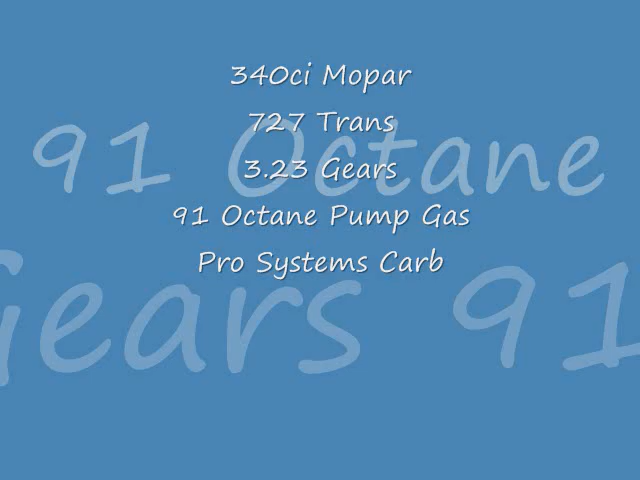 340ci Mopar
727 Trans
91 Octane
3.23 Gears
91 Octane Pump Gas
Pro Systems Carb
Gears 91